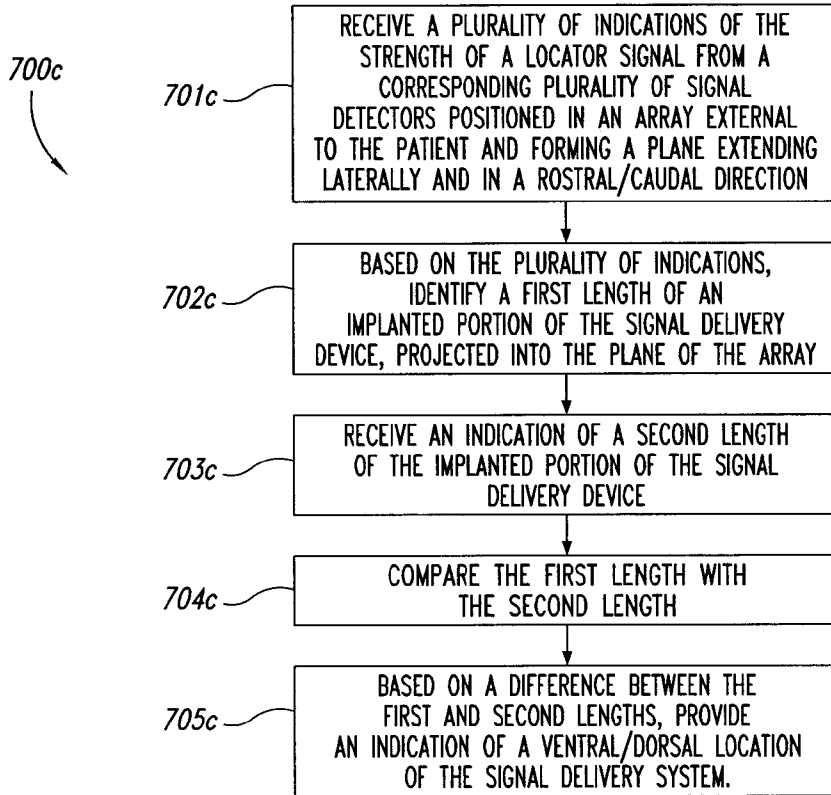 700c
701c
RECEIVE A PLURALITY OF INDICATIONS OF THE
STRENGTH OF A LOCATOR SIGNAL FROM A
CORRESPONDING PLURALITY OF SIGNAL
DETECTORS POSITIONED IN AN ARRAY EXTERNAL
TO THE PATIENT AND FORMING A PLANE EXTENDING
LATERALLY AND IN A ROSTRAL/CAUDAL DIRECTION
702c
BASED ON THE PLURALITY OF INDICATIONS,
IDENTIFY A FIRST LENGTH OF AN
IMPLANTED PORTION OF THE SIGNAL DELIVERY
DEVICE, PROJECTED INTO THE PLANE OF THE ARRAY
703c
RECEIVE AN INDICATION OF A SECOND LENGTH
OF THE IMPLANTED PORTION OF THE SIGNAL
DELIVERY DEVICE
704c
COMPARE THE FIRST LENGTH WITH
THE SECOND LENGTH
705c
BASED ON A DIFFERENCE BETWEEN THE
FIRST AND SECOND LENGTHS, PROVIDE
AN INDICATION OF A VENTRAL/DORSAL LOCATION
OF THE SIGNAL DELIVERY SYSTEM.